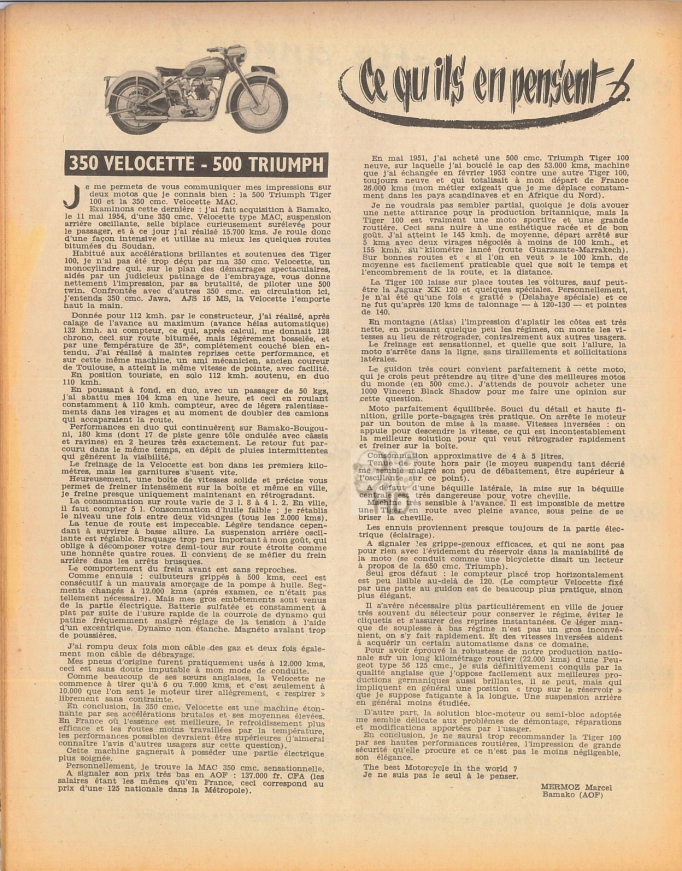 Ce qu'ils en pensent
350 VELOCETTE - 500 TRIUMPH
Je me permets de vous communiquer mes impressions sur
deux motos que je connais bien : la 500 Triumph Tiger
100 et la 350 cmc. Velocette MAC.
Examinons cette dernière : j'ai fait acquisition à Bamako,
le 11 mai 1954, d'une 350 cmc. Velocette type MAC, suspension
arrière oscillante, selle biplace curieusement surélevée pour
le passager, et à ce jour j'ai réalisé 15.700 kms. Je roule donc
d'une façon intensive et utilise au mieux les quelques routes
bitumées du Soudan.
Habitué aux accélérations brillantes et soutenues des Tiger
100, je n'ai pas été trop déçu par ma 350 cmc. Velocette, un
monocylindre qui, sur le plan des démarrages spectaculaires,
aidés par un judicieux patinage de l'embrayage, vous donne
nettement l'impression, par sa brutalité, de piloter une 500
twin. Confrontée avec d'autres 350 cmc. en circulation ici,
j'entends 350 cmc. Jawa, AJS 16 MS, la Velocette l'emporte
haut la main.
Donnée pour 112 kmh. par le constructeur, j'ai réalisé, après
calage de l'avance au maximum (avance hélas automatique)
132 kmh. au compteur, ce qui, après calcul, me donnait 128
chrono, ceci sur route bitumée, mais légèrement bosselée, et
par une température de 35°, complètement couché bien en-
tendu. J'ai réalisé à maintes reprises cette performance, et
sur cette même machine, un ami mécanicien, ancien coureur
de Toulouse, a atteint la même vitesse de pointe, avec facilité.
En position touriste, en solo 112 kmh. soutenu, en duo
110 kmh.
En poussant à fond, en duo, avec un passager de 50 kgs,
j'ai abattu mes 104 kms en une heure, et ceci en roulant
constamment à 110 kmh. compteur, avec de légers ralentisse-
ments dans les virages et au moment de doubler des camions
qui accaparaient la route.
Performances en duo qui continuèrent sur Bamako-Bougou-
ni, 180 kms (dont 17 de piste genre tôle ondulée avec cassis
et ravines) en 2 heures très exactement. Le retour fut par-
couru dans le même temps, en dépit de pluies intermittentes
qui gênèrent la visibilité.
Le freinage de la Velocette est bon dans les premiers kilo-
mètres, mais les garnitures s'usent vite.
Heureusement, une boîte de vitesses solide et précise vous
permet de freiner intensément sur la boîte et même en ville,
je freine presque uniquement maintenant en rétrogradant.
La consommation sur route varie de 3 l. 8 à 4 l. 2. En ville,
il faut compter 5 l. Consommation d'huile faible ; je rétablis
le niveau une fois entre deux vidanges (tous les 2.000 kms).
La tenue de route est impeccable. Légère tendance cepen-
dant à survirer à basse allure. La suspension arrière oscil-
lante est réglable. Braquage trop peu important à mon goût, qui
oblige à décomposer votre demi-tour sur route étroite comme
une honnête quatre roues. Il convient de se méfier du frein
arrière dans les arrêts brusques.
Le comportement du frein avant est sans reproches.
Comme ennuis : culbuteurs grippés à 500 kms, ceci est
consécutif à un mauvais amorçage de la pompe à huile. Seg-
ments changés à 12.000 kms (après examen, ce n'était pas
tellement nécessaire). Mais mes gros embêtements sont venus
de la partie électrique. Batterie sulfatée et constamment à
plat par suite de l'usure rapide de la courroie de dynamo qui
patine fréquemment malgré réglage de la tension à l'aide
d'un excentrique. Dynamo non étanche. Magnéto avalant trop
de poussières.
J'ai rompu deux fois mon câble des gaz et deux fois égale-
ment mon câble de débrayage.
Mes pneus d'origine furent pratiquement usés à 12.000 kms,
ceci est sans doute imputable à mon mode de conduite.
Comme beaucoup de ses sœurs anglaises, la Velocette ne
commence à tirer qu'à 6 ou 7.000 kms, et c'est seulement à
10.000 que l'on sent le moteur tirer allègrement, « respirer »
librement sans contrainte.
En conclusion, la 350 cmc. Velocette est une machine éton-
nante par ses accélérations brutales et ses moyennes élevées.
En France où l'essence est meilleure, le refroidissement plus
efficace et les routes moins travaillées par la température,
les performances possibles devraient être supérieures (j'aimerai
connaître l'avis d'autres usagers sur cette question).
Cette machine gagnerait à posséder une partie électrique
plus soignée.
Personnellement, je trouve la MAC 350 cmc. sensationnelle.
A signaler son prix très bas en AOF : 137.000 fr. CFA (les
salaires étant les mêmes qu'en France, ceci correspond au
prix d'une 125 nationale dans la Métropole).
En mai 1951, j'ai acheté une 500 cmc. Triumph Tiger 100
neuve, sur laquelle j'ai bouclé le cap des 53.000 kms, machine
que j'ai échangée en février 1953 contre une autre Tiger 100,
toujours neuve et qui totalisait à mon départ de France
26.000 kms (mon métier exigeait que je me déplace constam-
ment dans les pays scandinaves et en Afrique du Nord).
Je ne voudrais pas sembler partial, quoique je dois avouer
une nette attirance pour la production britannique, mais la
Tiger 100 est vraiment une moto sportive et une grande
routière. Ceci sans nuire à une esthétique racée et de bon
goût. J'ai atteint le 145 kmh. de moyenne, départ arrêté sur
5 kms avec deux virages négociés à moins de 100 kmh., et
155 kmh. au kilomètre lancé (route Guarzazate-Marrakech).
Sur bonnes routes et « si l'on en veut » le 100 kmh. de
moyenne est facilement praticable quel que soit le temps et
l'encombrement de la route, et la distance.
La Tiger 100 laisse sur place toutes les voitures, sauf peut-
être la Jaguar XK 120 et quelques spéciales. Personnellement,
je n'ai été qu'une fois « gratté » (Delahaye spéciale) et ce
ne fut qu'après 120 kms de talonnage — à 120-130 — et pointes
de 140.
En montagne (Atlas) l'impression d'aplatir les côtes est très
nette, en poussant quelque peu les régimes, on monte les vi-
tesses au lieu de rétrograder, contrairement aux autres usagers.
Le freinage est sensationnel, et quelle que soit l'allure, la
moto s'arrête dans la ligne, sans tiraillements et sollicitations
latérales.
Le guidon très court convient parfaitement à cette moto,
qui je crois peut prétendre au titre d'une des meilleures motos
du monde (en 500 cmc.). J'attends de pouvoir acheter une
1000 Vincent Black Shadow pour me faire une opinion sur
cette question.
Moto parfaitement équilibrée. Souci du détail et haute fi-
nition, grille porte-bagages très pratique. On arrête le moteur
par un bouton de mise à la masse. Vitesses inversées : on
appuie pour descendre la vitesse, ce qui est incontestablement
la meilleure solution pour qui veut rétrograder rapidement
et freiner sur la boîte.
Consommation approximative de 4 à 5 litres.
Tenue de route hors pair (le moyeu suspendu tant décrié
me semble malgré son peu de débattement, être supérieur à
l'oscillante sur ce point).
d'une béquille latérale, la mise sur la béquille
très dangereuse pour votre cheville.
très sensible à l'avance. Il est impossible de mettre
en route avec pleine avance, sous peine de se
briser la cheville.
Les ennuis proviennent presque toujours de la partie élec-
trique (éclairage).
A signaler les grippe-genoux efficaces, et qui ne sont pas
pour rien avec l'évidement du réservoir dans la maniabilité de
la moto (se conduit comme une bicyclette disait un lecteur
à propos de la 650 cmc. Triumph).
Seul gros défaut : le compteur placé trop horizontalement
est peu lisible au-delà de 120. (Le compteur Velocette fixé
par une patte au guidon est de beaucoup plus pratique, sinon
plus élégant.
Il s'avère nécessaire plus particulièrement en ville de jouer
très souvent du sélecteur pour conserver le régime, éviter le
cliquetis et s'assurer des reprises instantanées. Ce léger man-
que de souplesse à bas régime n'est pas un gros inconvé-
nient, on s'y fait rapidement. Et des vitesses inversées aident
à acquérir un certain automatisme dans ce domaine.
Pour avoir éprouvé la robustesse de notre production na-
tionale sur un long kilométrage routier (22.000 kms) d'une Peu-
geot type 56 125 cmc., je suis définitivement conquis par la
qualité anglaise que j'oppose facilement aux meilleures pro-
ductions germaniques aussi brillantes, il se peut, mais qui
impliquent en général une position « trop sur le réservoir »
que je suppose fatigante à la longue. Une suspension arrière
en général moins étudiée.
D'autre part, la solution bloc-moteur ou semi-bloc adoptée
me semble délicate aux problèmes de démontage, réparations
et modifications apportées par l'usager.
En conclusion, je ne saurai trop recommander la Tiger 100
par ses hautes performances routières, l'impression de grande
sécurité qu'elle procure et ce n'est pas le moins négligeable,
son élégance.
The best Motorcycle in the world ?
Je ne suis pas le seul à le penser.
MERMOZ Marcel
Bamako (AOF)